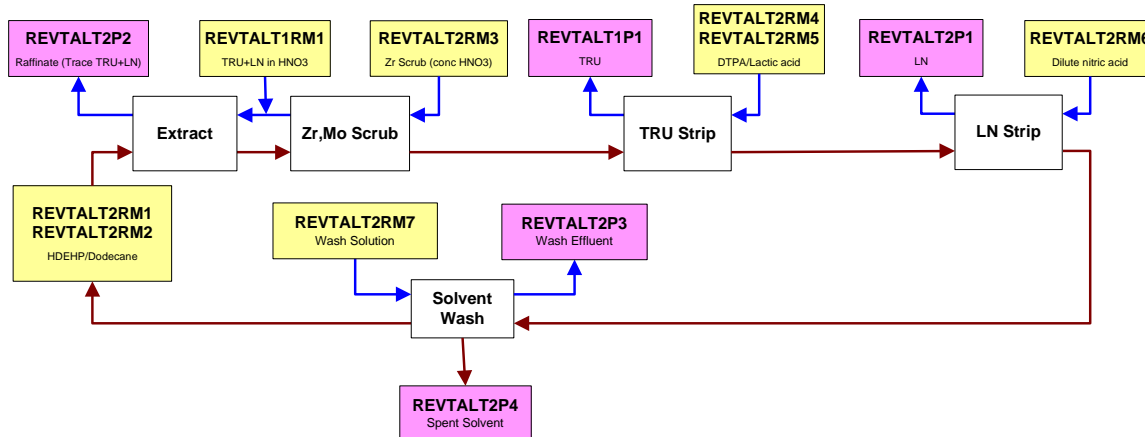 REVTALT2P2
Raffinate (Trace TRU+LN)
REVTALT1RM1
TRU+LN in HNO3
REVTALT2RM3
Zr Scrub (conc HNO3)
REVTALT1P1
TRU
REVTALT2RM4
REVTALT2RM5
DTPA/Lactic acid
REVTALT2P1
LN
REVTALT2RM6
Dilute nitric acid
Extract
Zr,Mo Scrub
TRU Strip
LN Strip
REVTALT2RM1
REVTALT2RM2
HDEHP/Dodecane
REVTALT2RM7
Wash Solution
REVTALT2P3
Wash Effluent
Solvent
Wash
REVTALT2P4
Spent Solvent